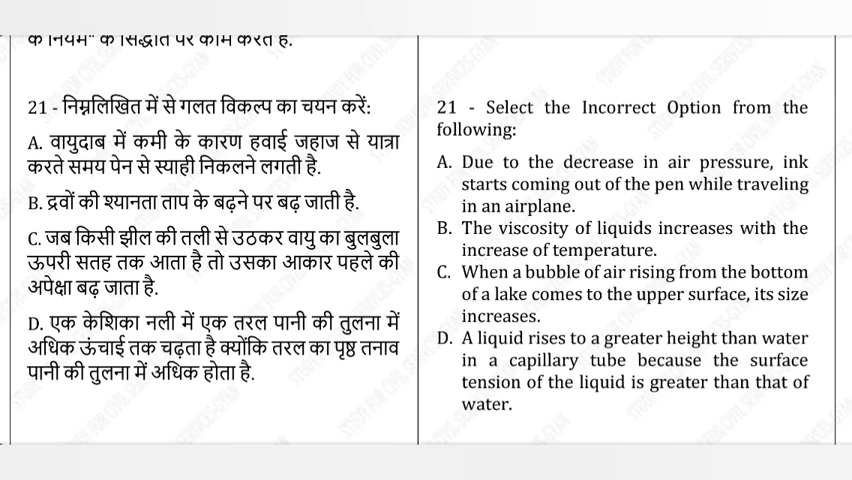 के नियम" के सिद्धांत पर काम करते हैं.
21 - निम्नलिखित में से गलत विकल्प का चयन करें:
A. वायुदाब में कमी के कारण हवाई जहाज से यात्रा
करते समय पेन से स्याही निकलने लगती है.
B. द्रवों की श्यानता ताप के बढ़ने पर बढ़ जाती है.
C. जब किसी झील की तली से उठकर वायु का बुलबुला
ऊपरी सतह तक आता है तो उसका आकार पहले की
अपेक्षा बढ़ जाता है.
D. एक केशिका नली में एक तरल पानी की तुलना में
अधिक ऊंचाई तक चढ़ता है क्योंकि तरल का पृष्ठ तनाव
पानी की तुलना में अधिक होता है.
21 - Select the Incorrect Option from the
following:
A. Due to the decrease in air pressure, ink
starts coming out of the pen while traveling
in an airplane.
B. The viscosity of liquids increases with the
increase of temperature.
C. When a bubble of air rising from the bottom
of a lake comes to the upper surface, its size
increases.
D. A liquid rises to a greater height than water
in a capillary tube because the surface
tension of the liquid is greater than that of
water.